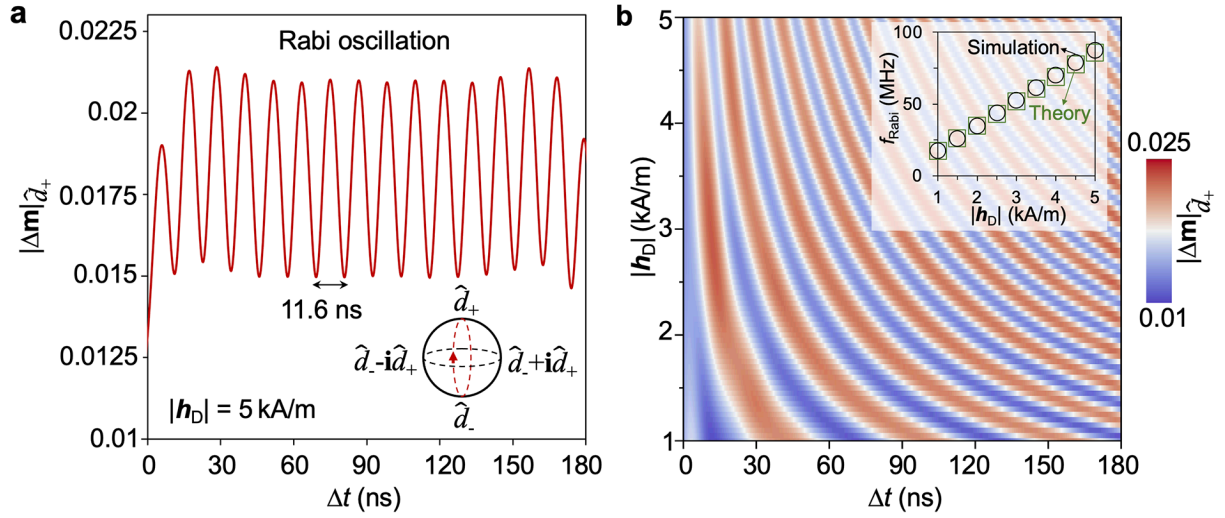 a
Rabi oscillation
0.0225
0.02
0.0175
0.015
0.0125
0.01
|Δm|d̂₊
11.6 ns
d̂₊
d̂₋-id̂₊
d̂₋+id̂₊
d̂₋
|h_D| = 5 kA/m
0 30 60 90 120 150 180
Δt (ns)
b
5
4
3
2
1
|h_D| (kA/m)
100
50
0
f_Rabi (MHz)
Simulation
Theory
1 2 3 4 5
|h_D| (kA/m)
0 30 60 90 120 150 180
Δt (ns)
0.025
0.01
|Δm|d̂₊